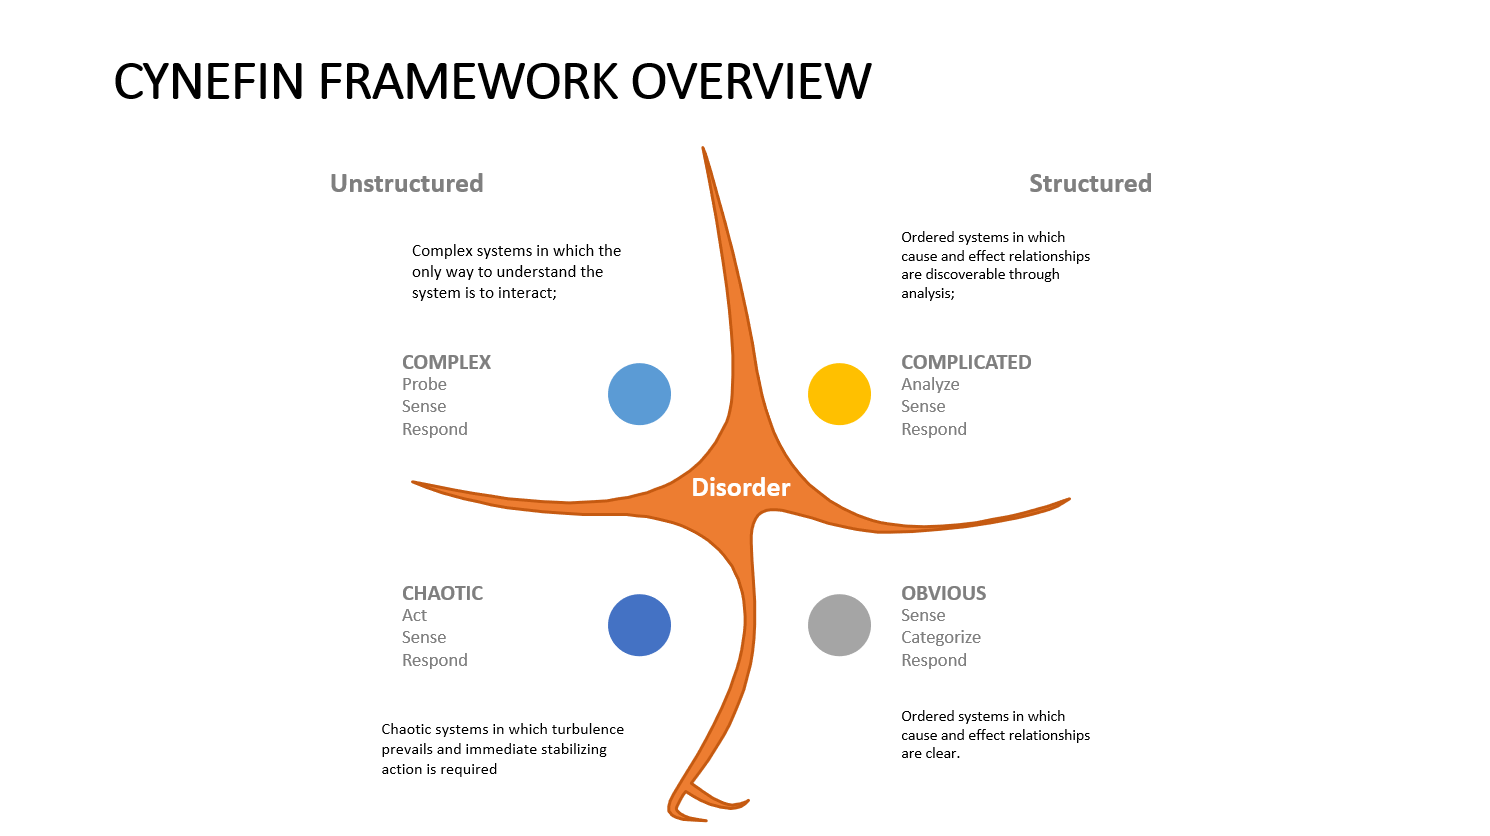 CYNEFIN FRAMEWORK OVERVIEW
Unstructured
Structured
Complex systems in which the
only way to understand the
system is to interact;
Ordered systems in which
cause and effect relationships
are discoverable through
analysis;
COMPLEX
Probe
Sense
Respond
COMPLICATED
Analyze
Sense
Respond
Disorder
CHAOTIC
Act
Sense
Respond
OBVIOUS
Sense
Categorize
Respond
Chaotic systems in which turbulence
prevails and immediate stabilizing
action is required
Ordered systems in which
cause and effect relationships
are clear.